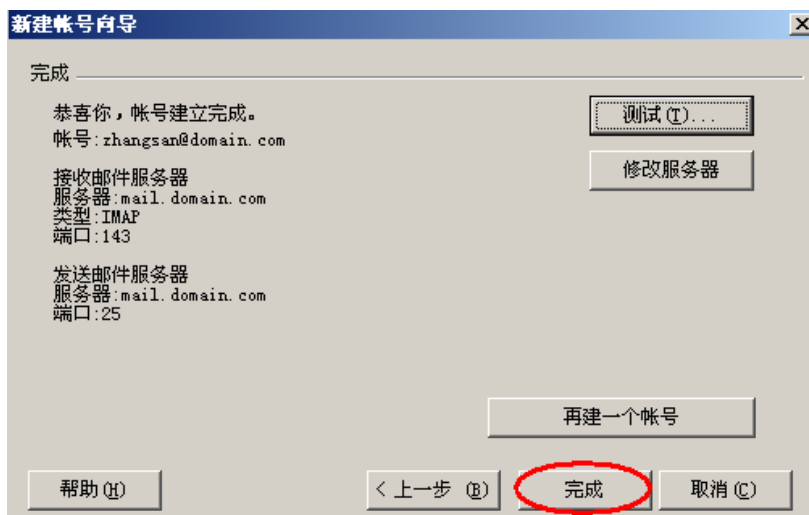 新建帐号向导
完成
恭喜你，帐号建立完成。
测试(T)...
帐号:zhangsan@domain.com
修改服务器
接收邮件服务器
服务器:mail.domain.com
类型:IMAP
端口:143
发送邮件服务器
服务器:mail.domain.com
端口:25
再建一个帐号
帮助(H)
<上一步 (B)
完成
取消(C)